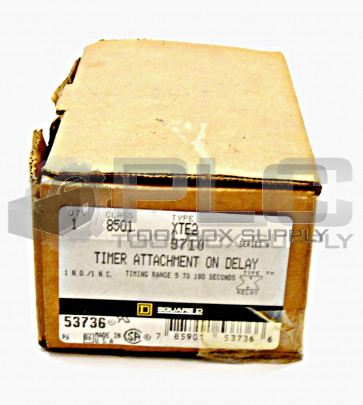 QTY CLASS TYPE
1 8501 XTE3
9710
SERIES A
TIMER ATTACHMENT ON DELAY
1 N.O./1 N.C. TIMING RANGE 5 TO 180 SECONDS
TYPE
RELAY
SQUARE D
53736
MADE IN U.S.A.
7 85901 53736 6
PLC
TOOLBOX SUPPLY